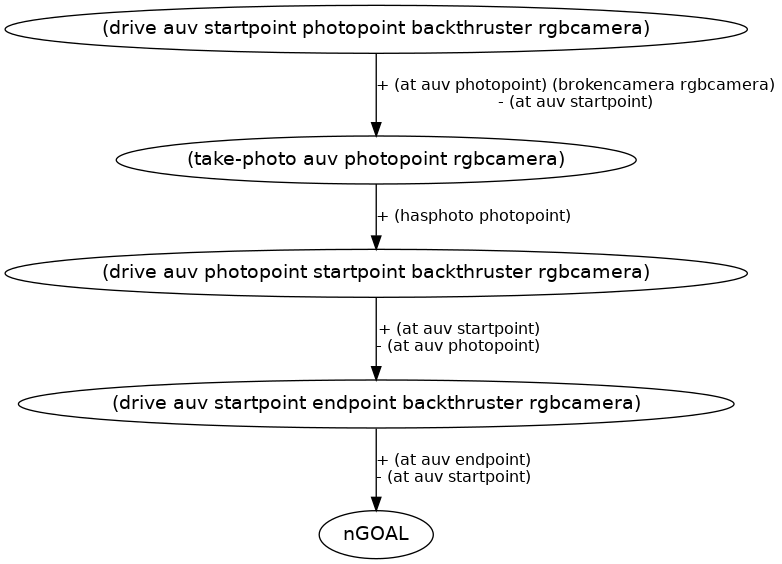 (drive auv startpoint photopoint backthruster rgbcamera)
+ (at auv photopoint) (brokencamera rgbcamera)
- (at auv startpoint)
(take-photo auv photopoint rgbcamera)
+ (hasphoto photopoint)
(drive auv photopoint startpoint backthruster rgbcamera)
+ (at auv startpoint)
- (at auv photopoint)
(drive auv startpoint endpoint backthruster rgbcamera)
+ (at auv endpoint)
- (at auv startpoint)
nGOAL